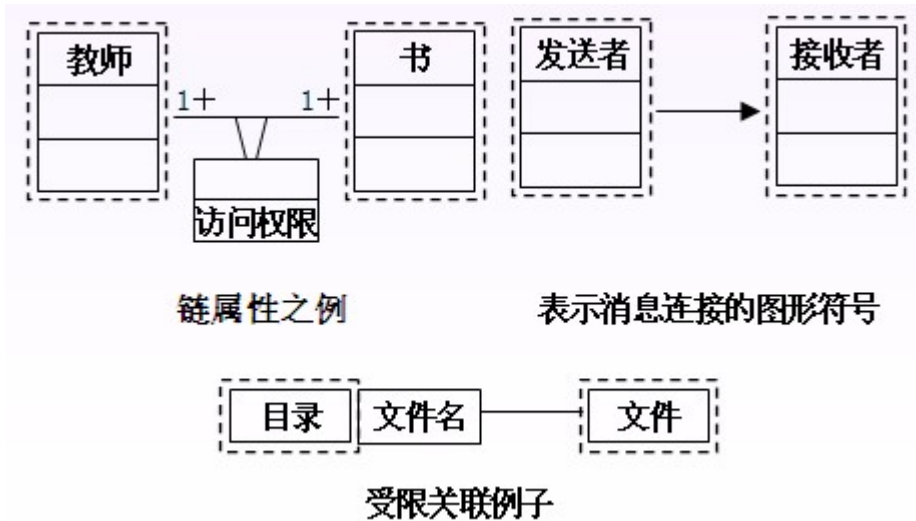 教师
书
发送者
接收者
1+ 1+
访问权限
链属性之例
表示消息连接的图形符号
目录
文件名
文件
受限关联例子